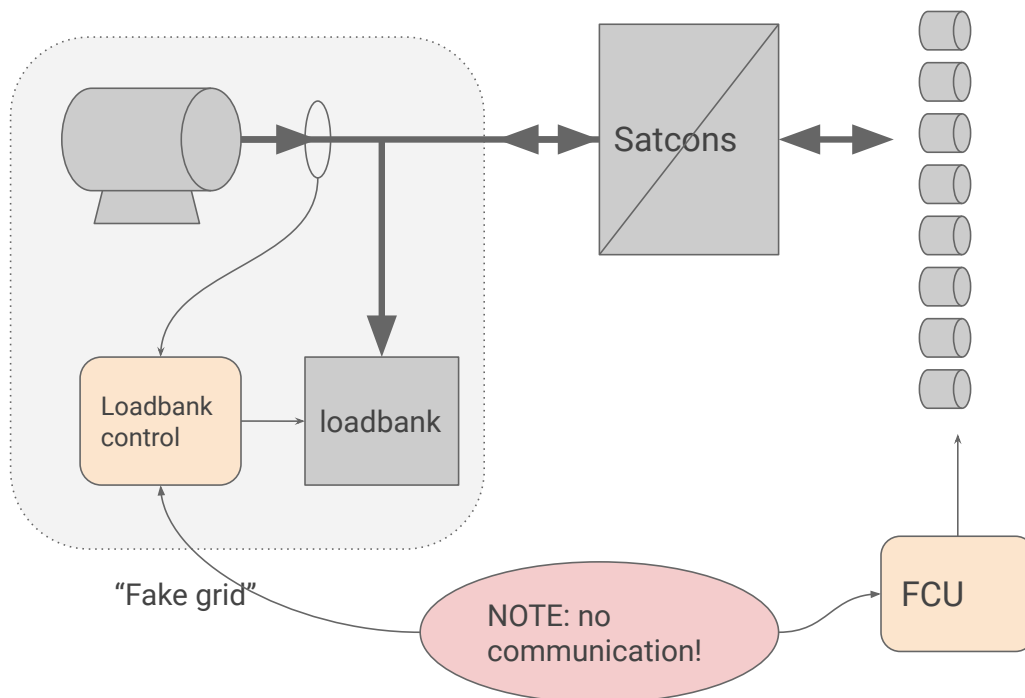 Satcons
Loadbank
control
loadbank
“Fake grid”
NOTE: no
communication!
FCU